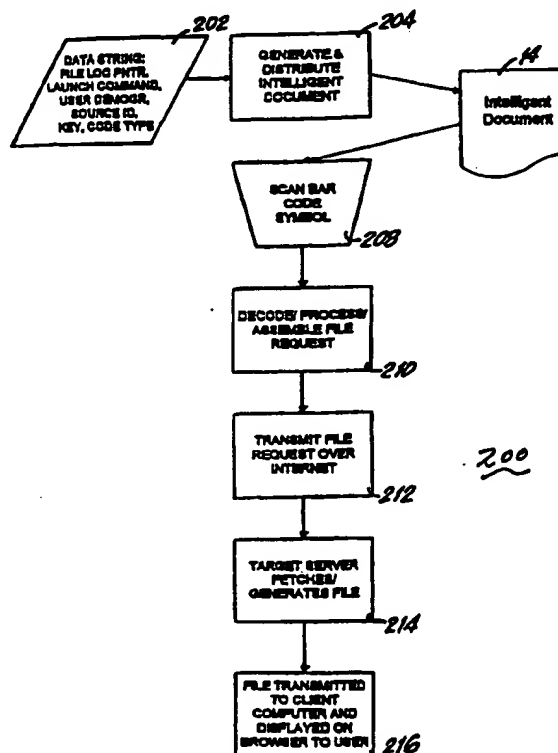 202
DATA STRING:
FILE LOC PNTR,
LAUNCH COMMAND,
USER DEMOGR,
SOURCE ID,
KEY, CODE TYPE
204
GENERATE &
DISTRIBUTE
INTELLIGENT
DOCUMENT
14
Intelligent
Document
SCAN BAR
CODE
SYMBOL
208
DECODE/ PROCESS/
ASSEMBLE FILE
REQUEST
210
TRANSMIT FILE
REQUEST OVER
INTERNET
212
200
TARGET SERVER
FETCHES/
GENERATES FILE
214
FILE TRANSMITTED
TO CLIENT
COMPUTER AND
DISPLAYED ON
BROWSER TO USER
216